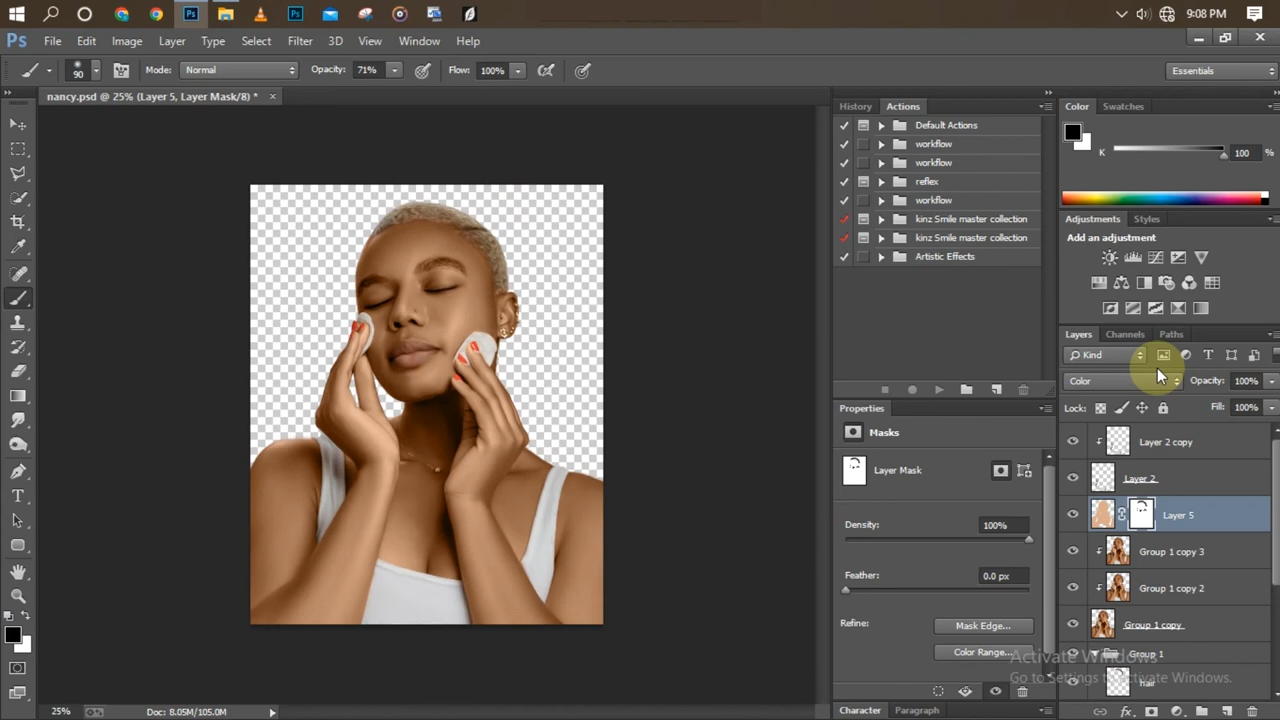 9:08 PM
Ps
File Edit Image Layer Type Select Filter 3D View Window Help
90 Mode: Normal Opacity: 71% Flow: 100% Essentials
nancy.psd @ 25% (Layer 5, Layer Mask/8) *
History Actions
Default Actions
workflow
workflow
reflex
workflow
kinz Smile master collection
kinz Smile master collection
Artistic Effects
Properties
Masks
Layer Mask
Density: 100%
Feather: 0.0 px
Refine: Mask Edge...
Color Range...
Character Paragraph
Color Swatches
K 100 %
Adjustments Styles
Add an adjustment
Layers Channels Paths
Kind
Color Opacity: 100%
Lock: Fill: 100%
Layer 2 copy
Layer 2
Layer 5
Group 1 copy 3
Group 1 copy 2
Group 1 copy
Group 1
hair
Activate Windows
Go to Settings to Activate Windows.
25% Doc: 8.05M/105.0M